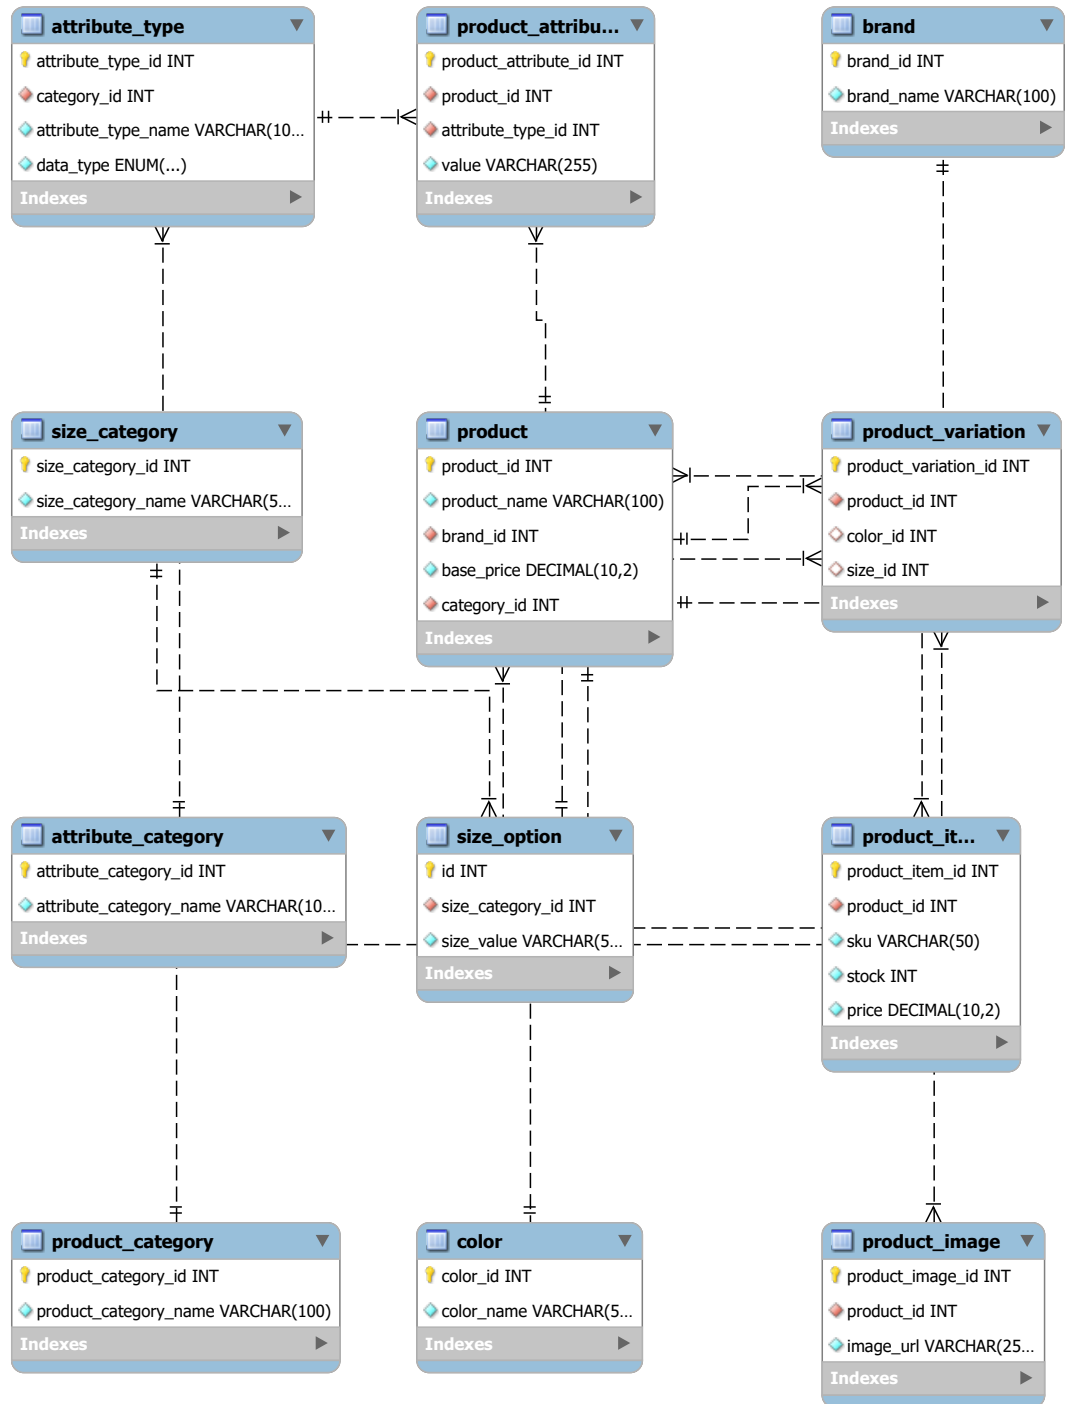 attribute_type
attribute_type_id INT
category_id INT
attribute_type_name VARCHAR(10...
data_type ENUM(...)
Indexes
product_attribu...
product_attribute_id INT
product_id INT
attribute_type_id INT
value VARCHAR(255)
Indexes
brand
brand_id INT
brand_name VARCHAR(100)
Indexes
size_category
size_category_id INT
size_category_name VARCHAR(5...
Indexes
product
product_id INT
product_name VARCHAR(100)
brand_id INT
base_price DECIMAL(10,2)
category_id INT
Indexes
product_variation
product_variation_id INT
product_id INT
color_id INT
size_id INT
Indexes
attribute_category
attribute_category_id INT
attribute_category_name VARCHAR(10...
Indexes
size_option
id INT
size_category_id INT
size_value VARCHAR(5...
Indexes
product_it...
product_item_id INT
product_id INT
sku VARCHAR(50)
stock INT
price DECIMAL(10,2)
Indexes
product_category
product_category_id INT
product_category_name VARCHAR(100)
Indexes
color
color_id INT
color_name VARCHAR(5...
Indexes
product_image
product_image_id INT
product_id INT
image_url VARCHAR(25...
Indexes